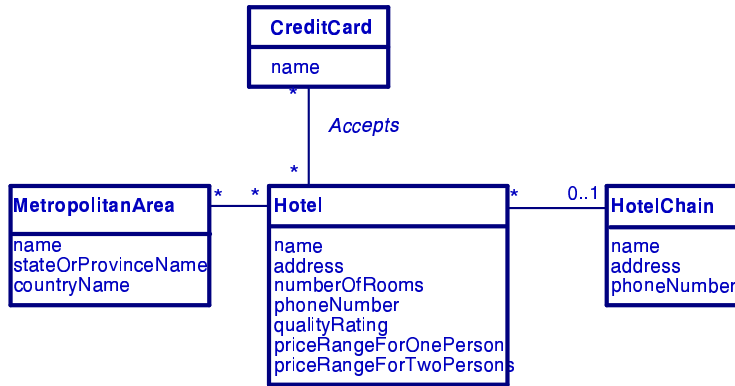 CreditCard
name
*
Accepts
*
MetropolitanArea
name
stateOrProvinceName
countryName
* *
Hotel
name
address
numberOfRooms
phoneNumber
qualityRating
priceRangeForOnePerson
priceRangeForTwoPersons
* 0..1
HotelChain
name
address
phoneNumber